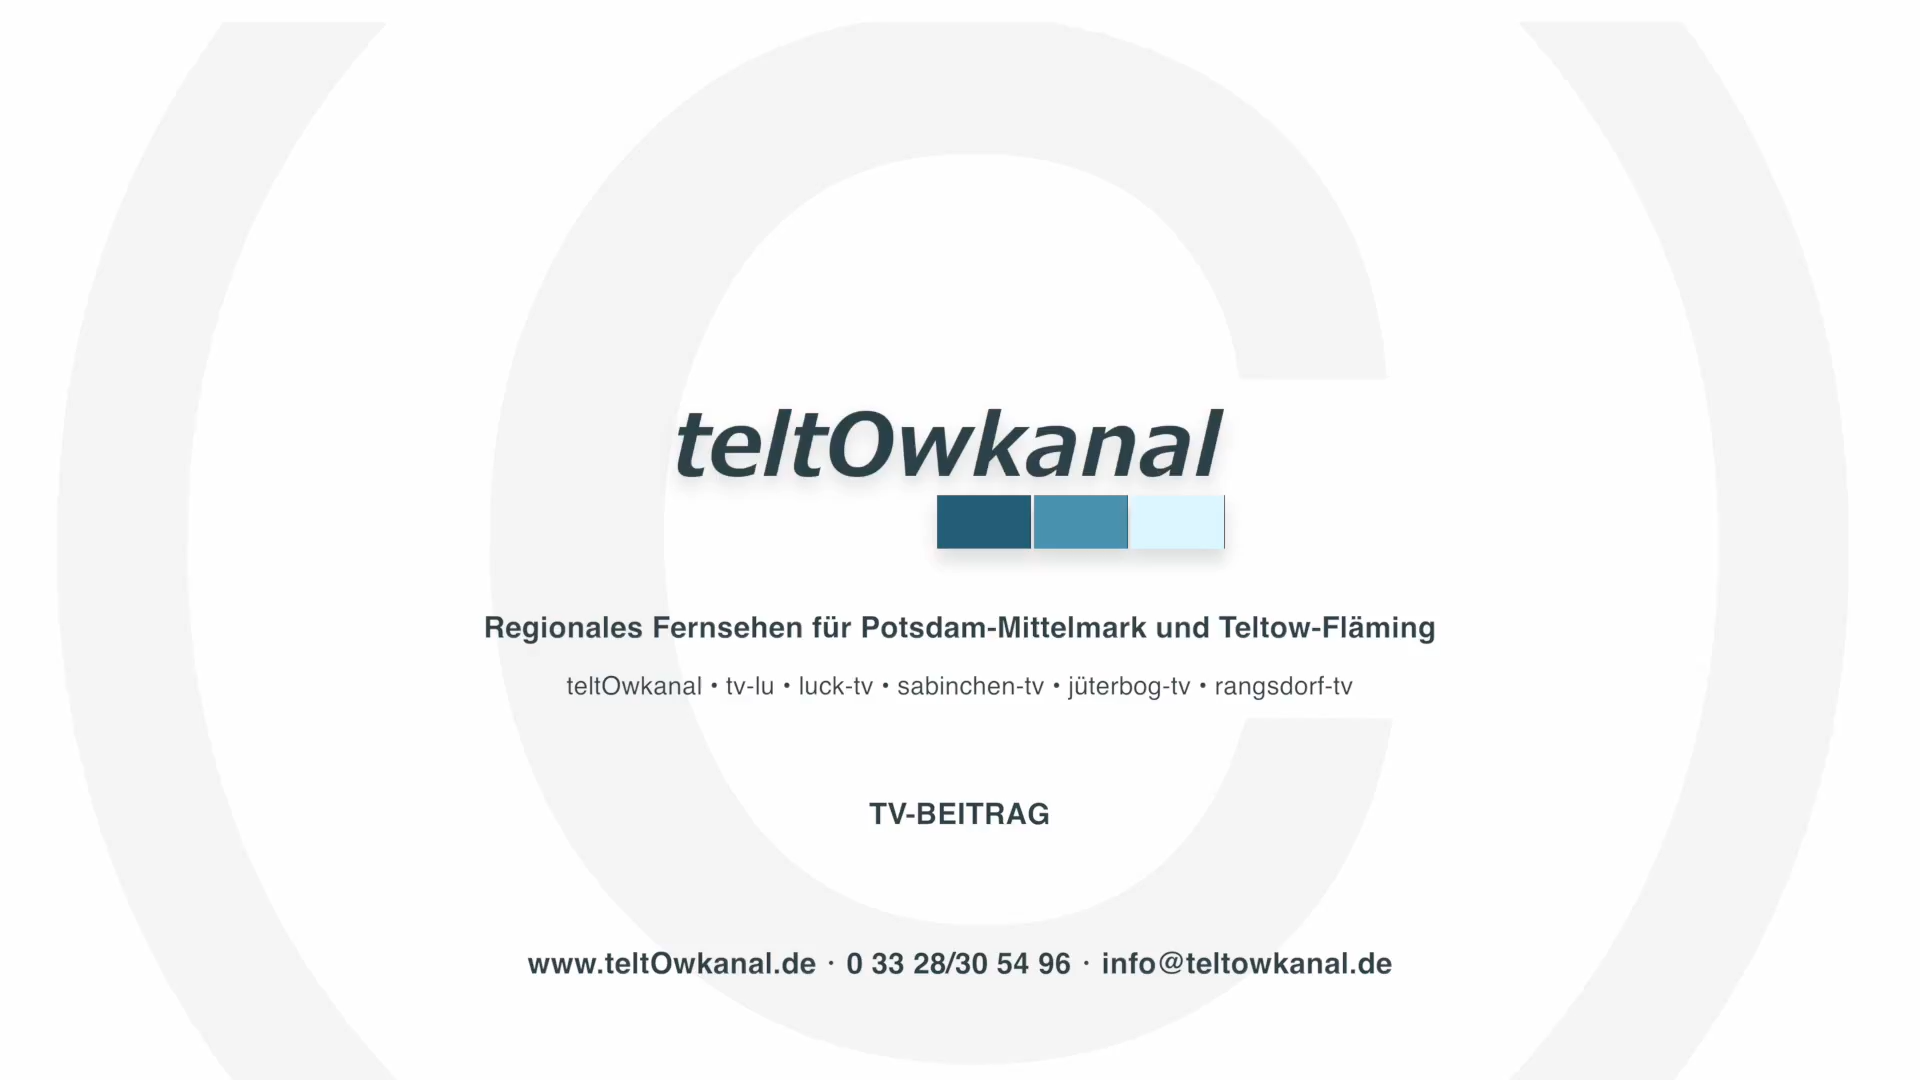 teltOwkanal
Regionales Fernsehen für Potsdam-Mittelmark und Teltow-Fläming
teltOwkanal • tv-lu • luck-tv • sabinchen-tv • jüterbog-tv • rangsdorf-tv
TV-BEITRAG
www.teltOwkanal.de · 0 33 28/30 54 96 · info@teltowkanal.de